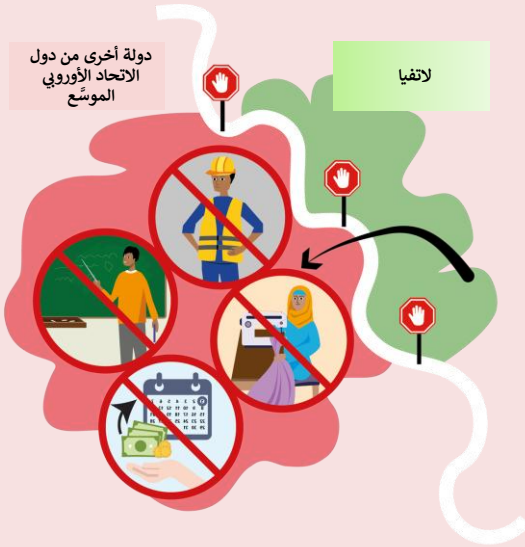 دولة أخرى من دول
الاتحاد الأوروبي
الموسَّع
لاتفيا